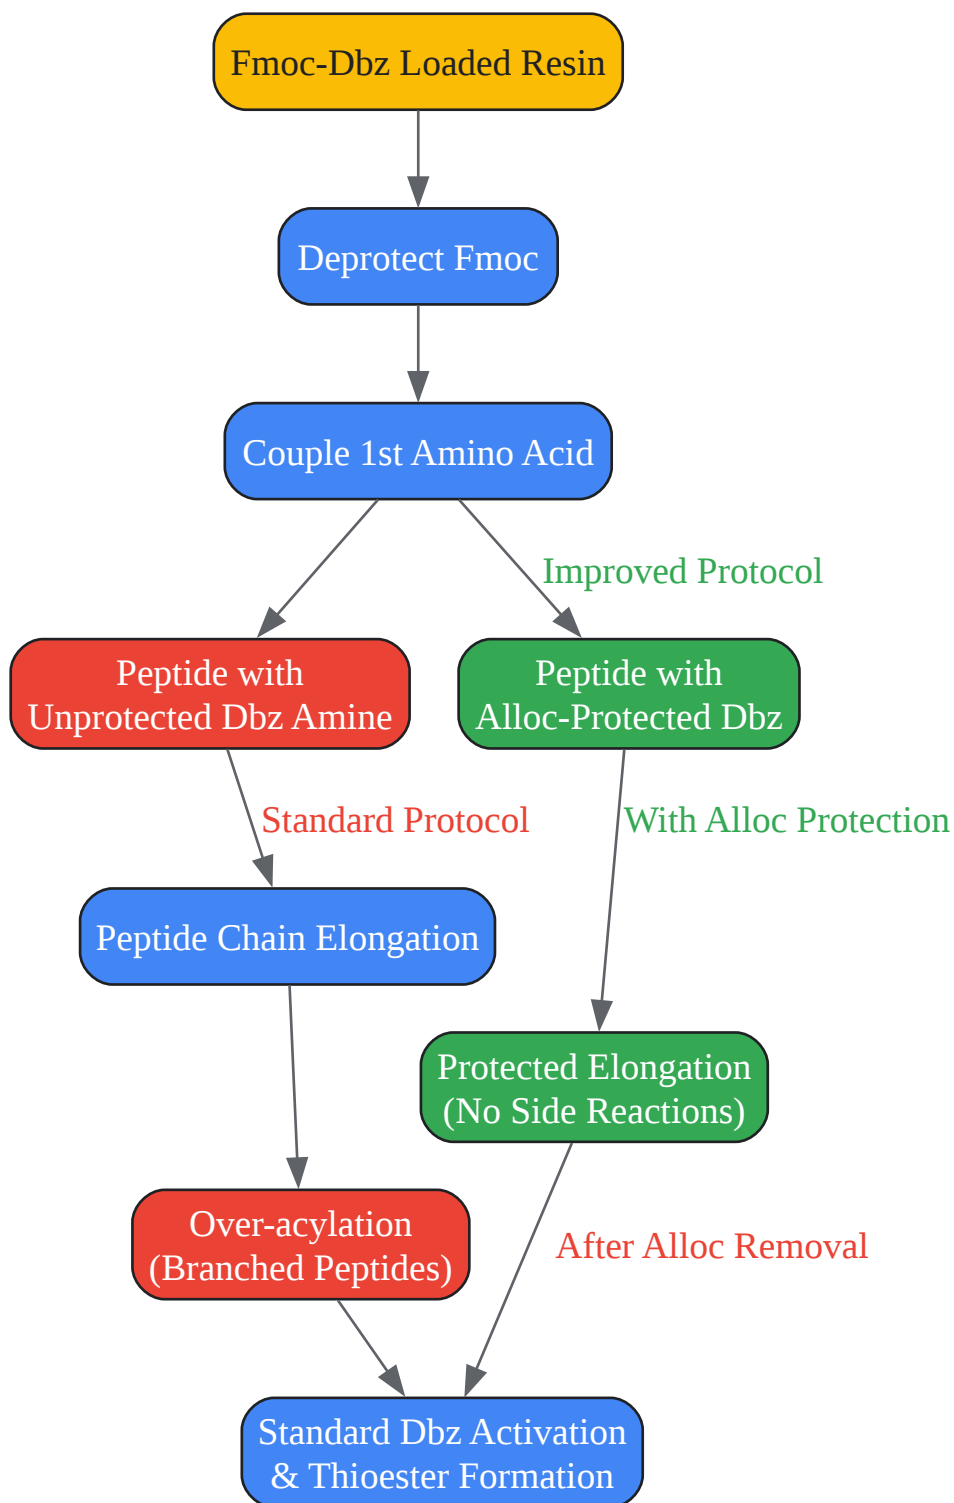 Fmoc-Dbz Loaded Resin
Deprotect Fmoc
Couple 1st Amino Acid
Improved Protocol
Peptide with
Unprotected Dbz Amine
Peptide with
Alloc-Protected Dbz
Standard Protocol
With Alloc Protection
Peptide Chain Elongation
Protected Elongation
(No Side Reactions)
Over-acylation
(Branched Peptides)
After Alloc Removal
Standard Dbz Activation
& Thioester Formation